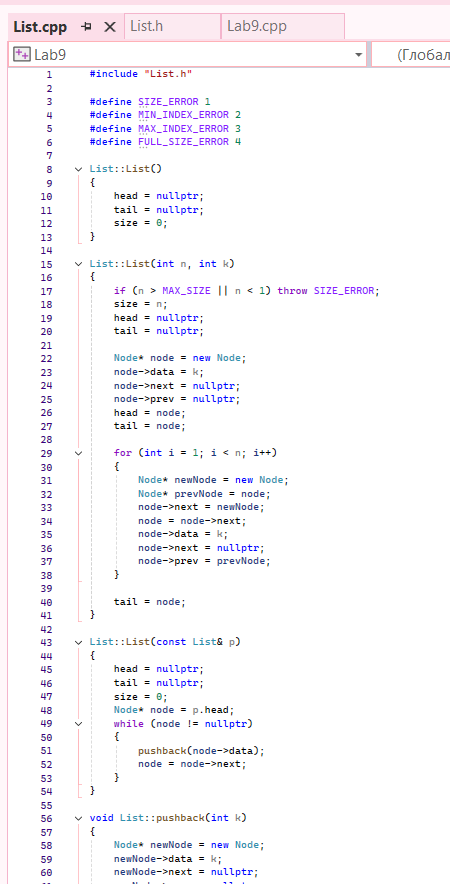 List.cpp List.h Lab9.cpp
Lab9 (Глобал
1 #include "List.h"
2
3 #define SIZE_ERROR 1
4 #define MIN_INDEX_ERROR 2
5 #define MAX_INDEX_ERROR 3
6 #define FULL_SIZE_ERROR 4
7
8 List::List()
9 {
10 head = nullptr;
11 tail = nullptr;
12 size = 0;
13 }
14
15 List::List(int n, int k)
16 {
17 if (n > MAX_SIZE || n < 1) throw SIZE_ERROR;
18 size = n;
19 head = nullptr;
20 tail = nullptr;
21
22 Node* node = new Node;
23 node->data = k;
24 node->next = nullptr;
25 node->prev = nullptr;
26 head = node;
27 tail = node;
28
29 for (int i = 1; i < n; i++)
30 {
31 Node* newNode = new Node;
32 Node* prevNode = node;
33 node->next = newNode;
34 node = node->next;
35 node->data = k;
36 node->next = nullptr;
37 node->prev = prevNode;
38 }
39
40 tail = node;
41 }
42
43 List::List(const List& p)
44 {
45 head = nullptr;
46 tail = nullptr;
47 size = 0;
48 Node* node = p.head;
49 while (node != nullptr)
50 {
51 pushback(node->data);
52 node = node->next;
53 }
54 }
55
56 void List::pushback(int k)
57 {
58 Node* newNode = new Node;
59 newNode->data = k;
60 newNode->next = nullptr;